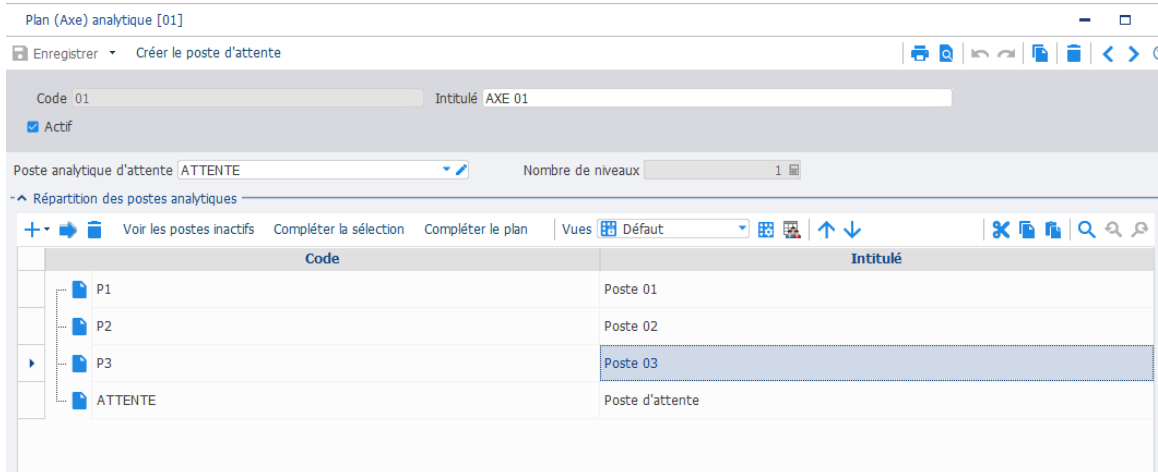 Plan (Axe) analytique [01]
Enregistrer Créer le poste d'attente
Code 01 Intitulé AXE 01
Actif
Poste analytique d'attente ATTENTE Nombre de niveaux 1
Répartition des postes analytiques
Voir les postes inactifs Compléter la sélection Compléter le plan Vues Défaut
Code Intitulé
P1 Poste 01
P2 Poste 02
P3 Poste 03
ATTENTE Poste d'attente